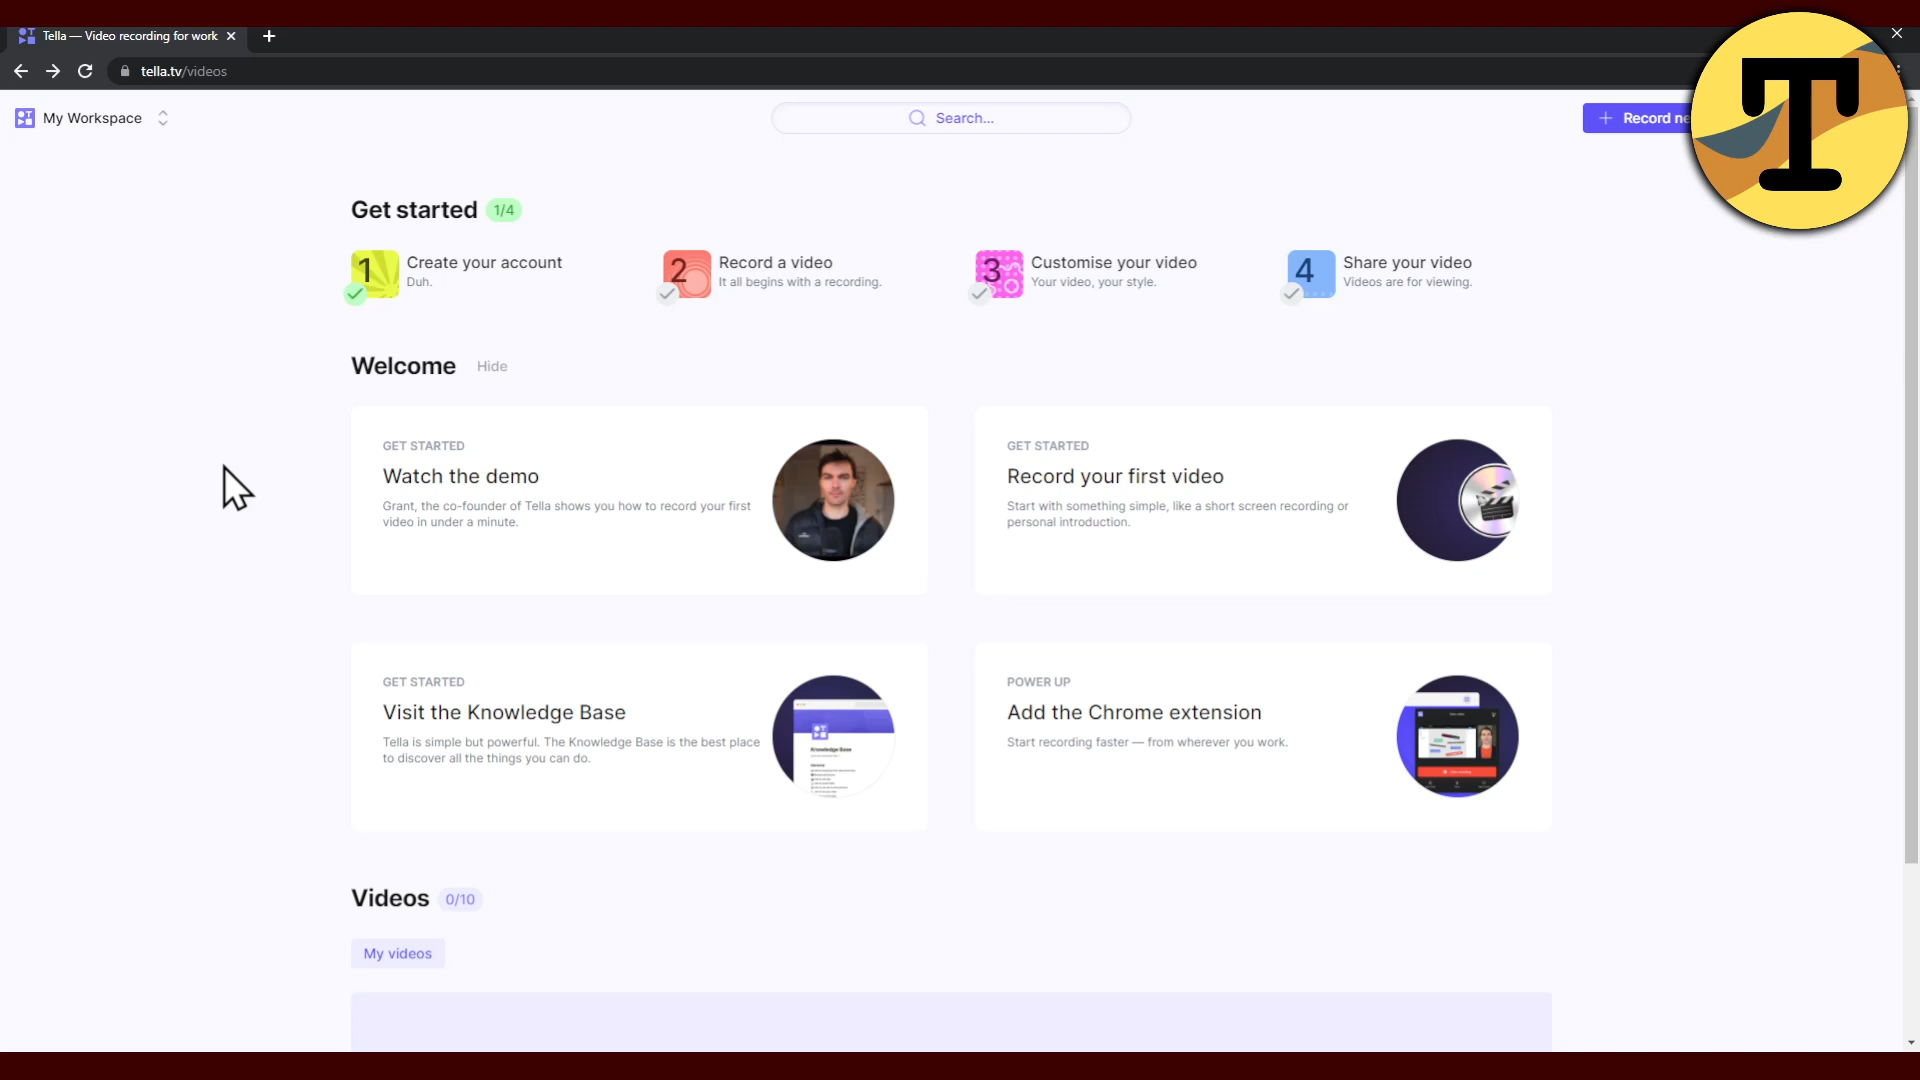 Tella — Video recording for work
tella.tv/videos
My Workspace
Search...
Record ne
T
Get started 1/4
1
Create your account
Duh.
2
Record a video
It all begins with a recording.
3
Customise your video
Your video, your style.
4
Share your video
Videos are for viewing.
Welcome Hide
GET STARTED
Watch the demo
Grant, the co-founder of Tella shows you how to record your first
video in under a minute.
GET STARTED
Record your first video
Start with something simple, like a short screen recording or
personal introduction.
GET STARTED
Visit the Knowledge Base
Tella is simple but powerful. The Knowledge Base is the best place
to discover all the things you can do.
Knowledge Base
POWER UP
Add the Chrome extension
Start recording faster — from wherever you work.
Videos 0/10
My videos